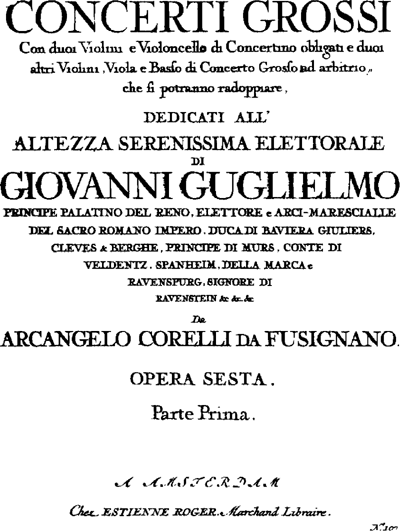 CONCERTI GROSSI
Con duoi Violini e Violoncello di Concertino obligati e duoi
altri Violini, Viola e Basso di Concerto Grosso ad arbitrio,
che si potranno radoppiare,
DEDICATI ALL'
ALTEZZA SERENISSIMA ELETTORALE
DI
GIOVANNI GUGLIELMO
PRINCIPE PALATINO DEL RENO, ELETTORE e ARCI-MARESCIALLE
DEL SACRO ROMANO IMPERO, DUCA DI BAVIERA GIULIERS,
CLEVES & BERGHE, PRINCIPE DI MURS, CONTE DI
VELDENTZ, SPANHEIM, DELLA MARCA e
RAVENSPURG, SIGNORE DI
RAVENSTEIN &c &c &c
Da
ARCANGELO CORELLI DA FUSIGNANO.
OPERA SESTA.
Parte Prima.
A AMSTERDAM
Chez ESTIENNE ROGER, Marchand Libraire.